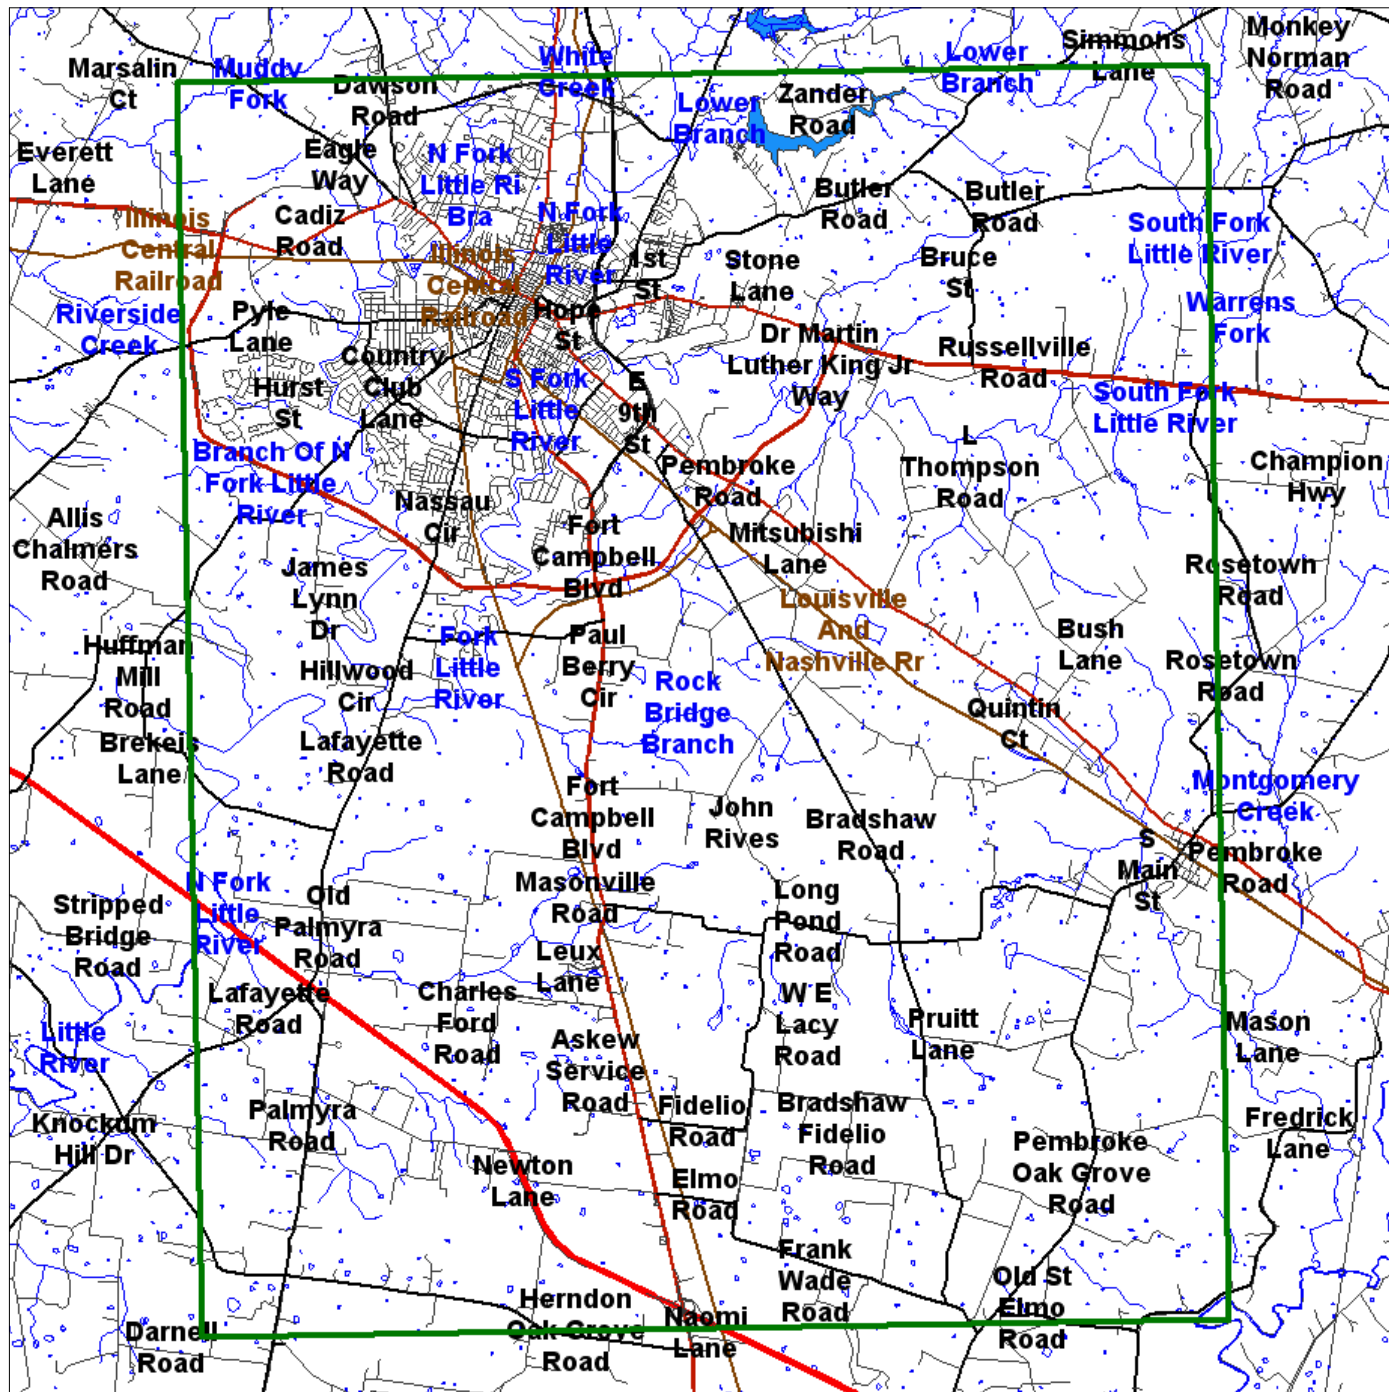 Marsalin
Ct
Muddy
Fork
Dawson
Road
White
Creek
Lower
Branch
Zander
Road
Lower
Branch
Simmons
Lane
Monkey
Norman
Road
Everett
Lane
Eagle
Way
N Fork
Little Ri
Bra
N Fork
Little
River
Butler
Road
Butler
Road
South Fork
Little River
Illinois
Central
Railroad
Cadiz
Road
Illinois
Central
Railroad
1st
St
Stone
Lane
Bruce
St
Warrens
Fork
Riverside
Creek
Pyle
Lane
Hope
St
Dr Martin
Luther King Jr
Way
Russellville
Road
Country
Club
Lane
Hurst
St
S Fork
Little
River
E
9th
St
South Fork
Little River
Branch Of N
Fork Little
River
Pembroke
Road
L
Thompson
Road
Champion
Hwy
Nassau
Cir
Allis
Chalmers
Road
Fort
Campbell
Blvd
Mitsubishi
Lane
Rosetown
Road
James
Lynn
Dr
Louisville
And
Nashville Rr
Huffman
Mill
Road
Hillwood
Cir
Fork
Little
River
Paul
Berry
Cir
Bush
Lane
Rosetown
Road
Rock
Bridge
Branch
Quintin
Ct
Brekeis
Lane
Lafayette
Road
Fort
Campbell
Blvd
John
Rives
Bradshaw
Road
Montgomery
Creek
S
Main
St
Pembroke
Road
N Fork
Little
River
Old
Palmyra
Road
Masonville
Road
Long
Pond
Road
Stripped
Bridge
Road
Leux
Lane
Lafayette
Road
Charles
Ford
Road
W E
Lacy
Road
Pruitt
Lane
Mason
Lane
Little
River
Askew
Service
Road
Knockum
Hill Dr
Palmyra
Road
Fidelio
Road
Bradshaw
Fidelio
Road
Pembroke
Oak Grove
Road
Fredrick
Lane
Newton
Lane
Elmo
Road
Frank
Wade
Road
Old St
Elmo
Road
Herndon
Oak Grove
Road
Naomi
Lane
Darnell
Road